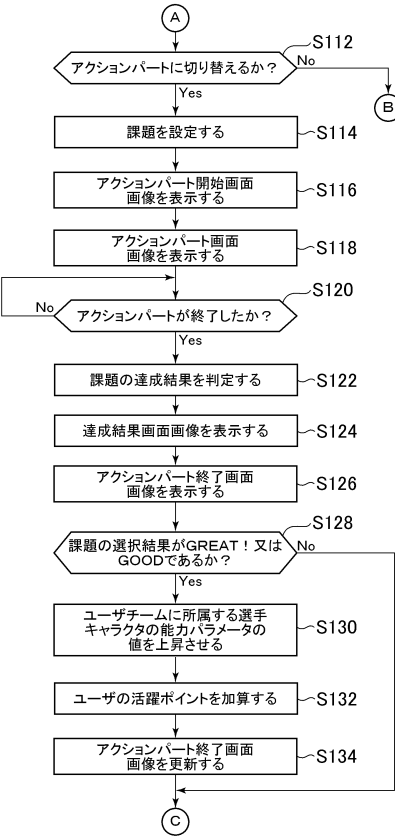 A
アクションパートに切り替えるか？
S112
No
B
Yes
課題を設定する
S114
アクションパート開始画面
画像を表示する
S116
アクションパート画面
画像を表示する
S118
アクションパートが終了したか？
S120
No
Yes
課題の達成結果を判定する
S122
達成結果画面画像を表示する
S124
アクションパート終了画面
画像を表示する
S126
課題の選択結果がＧＲＥＡＴ！又は
ＧＯＯＤであるか？
S128
No
Yes
ユーザチームに所属する選手
キャラクタの能力パラメータの
値を上昇させる
S130
ユーザの活躍ポイントを加算する
S132
アクションパート終了画面
画像を更新する
S134
C